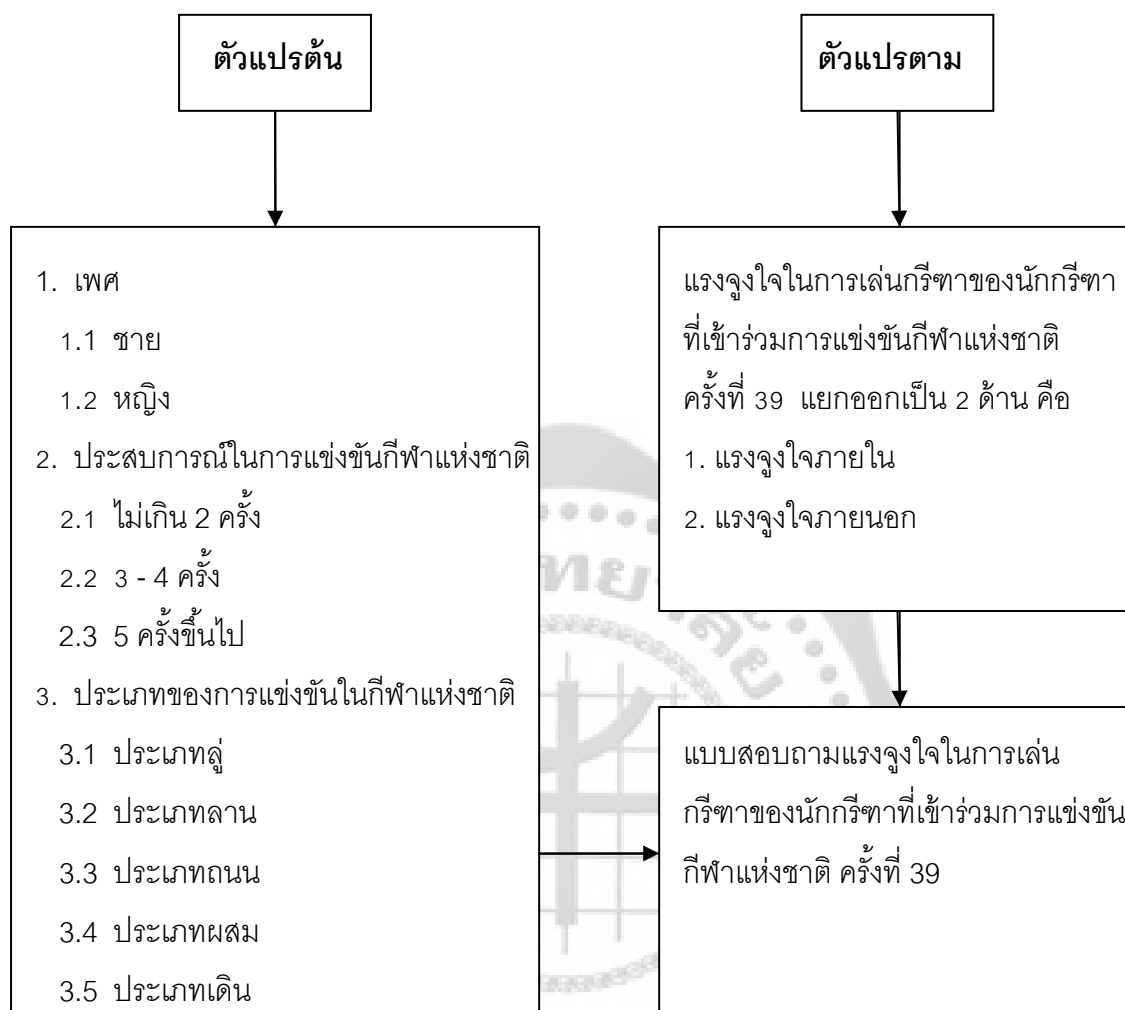 ตัวแปรต้น
ตัวแปรตาม
1. เพศ
1.1 ชาย
1.2 หญิง
2. ประสบการณ์ในการแข่งขันกีฬาแห่งชาติ
2.1 ไม่เกิน 2 ครั้ง
2.2 3 - 4 ครั้ง
2.3 5 ครั้งขึ้นไป
3. ประเภทของการแข่งขันในกีฬาแห่งชาติ
3.1 ประเภทลู่
3.2 ประเภทลาน
3.3 ประเภทถนน
3.4 ประเภทผสม
3.5 ประเภทเดิน
แรงจูงใจในการเล่นกรีฑาของนักกรีฑา
ที่เข้าร่วมการแข่งขันกีฬาแห่งชาติ
ครั้งที่ 39 แยกออกเป็น 2 ด้าน คือ
1. แรงจูงใจภายใน
2. แรงจูงใจภายนอก
แบบสอบถามแรงจูงใจในการเล่น
กรีฑาของนักกรีฑาที่เข้าร่วมการแข่งขัน
กีฬาแห่งชาติ ครั้งที่ 39